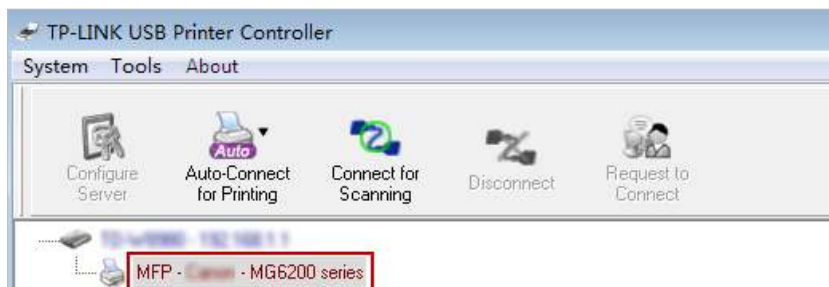 TP-LINK USB Printer Controller
System Tools About
Auto
Configure Server
Auto-Connect for Printing
Connect for Scanning
Disconnect
Request to Connect
MFP - - MG6200 series